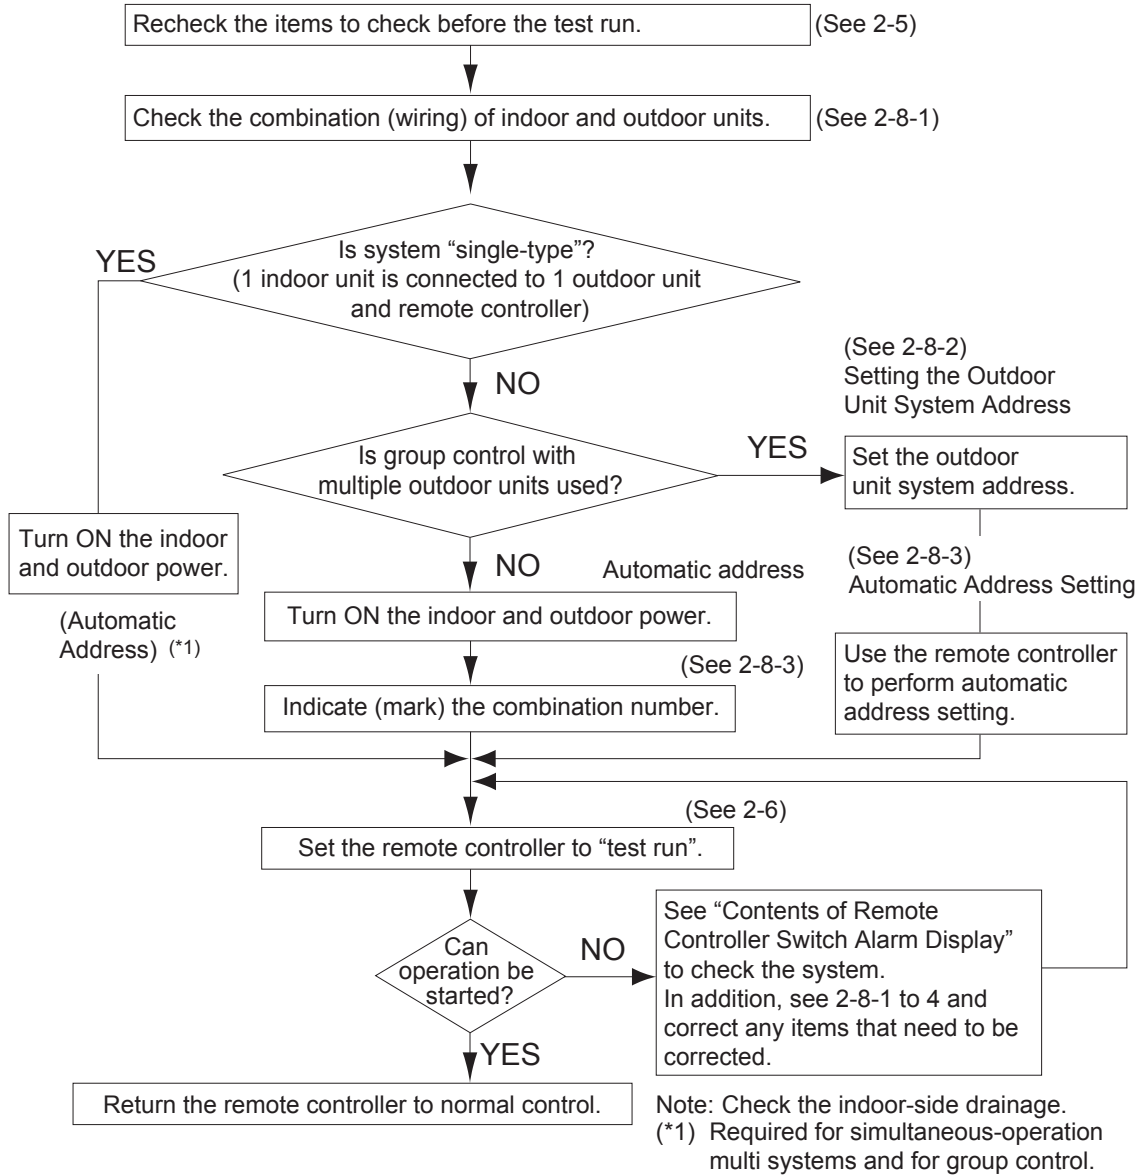 Recheck the items to check before the test run.
(See 2-5)
Check the combination (wiring) of indoor and outdoor units.
(See 2-8-1)
Is system “single-type”?
(1 indoor unit is connected to 1 outdoor unit
and remote controller)
YES
NO
(See 2-8-2)
Setting the Outdoor
Unit System Address
Is group control with
multiple outdoor units used?
YES
Set the outdoor
unit system address.
Turn ON the indoor
and outdoor power.
(Automatic
Address) (*1)
NO
Automatic address
(See 2-8-3)
Automatic Address Setting
Turn ON the indoor and outdoor power.
(See 2-8-3)
Use the remote controller
to perform automatic
address setting.
Indicate (mark) the combination number.
(See 2-6)
Set the remote controller to “test run”.
Can
operation be
started?
NO
See “Contents of Remote
Controller Switch Alarm Display”
to check the system.
In addition, see 2-8-1 to 4 and
correct any items that need to be
corrected.
YES
Return the remote controller to normal control.
Note: Check the indoor-side drainage.
(*1) Required for simultaneous-operation
multi systems and for group control.